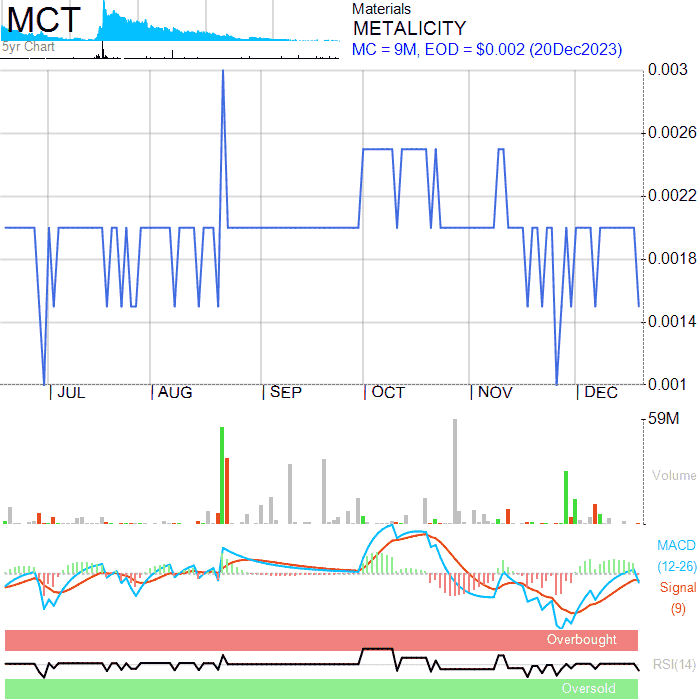 MCT
5yr Chart
Materials
METALICITY
MC = 9M, EOD = $0.002 (20Dec2023)
0.003
0.0026
0.0022
0.0018
0.0014
0.001
JUL AUG SEP OCT NOV DEC
59M
Volume
MACD
(12-26)
Signal
(9)
Overbought
RSI(14)
Oversold